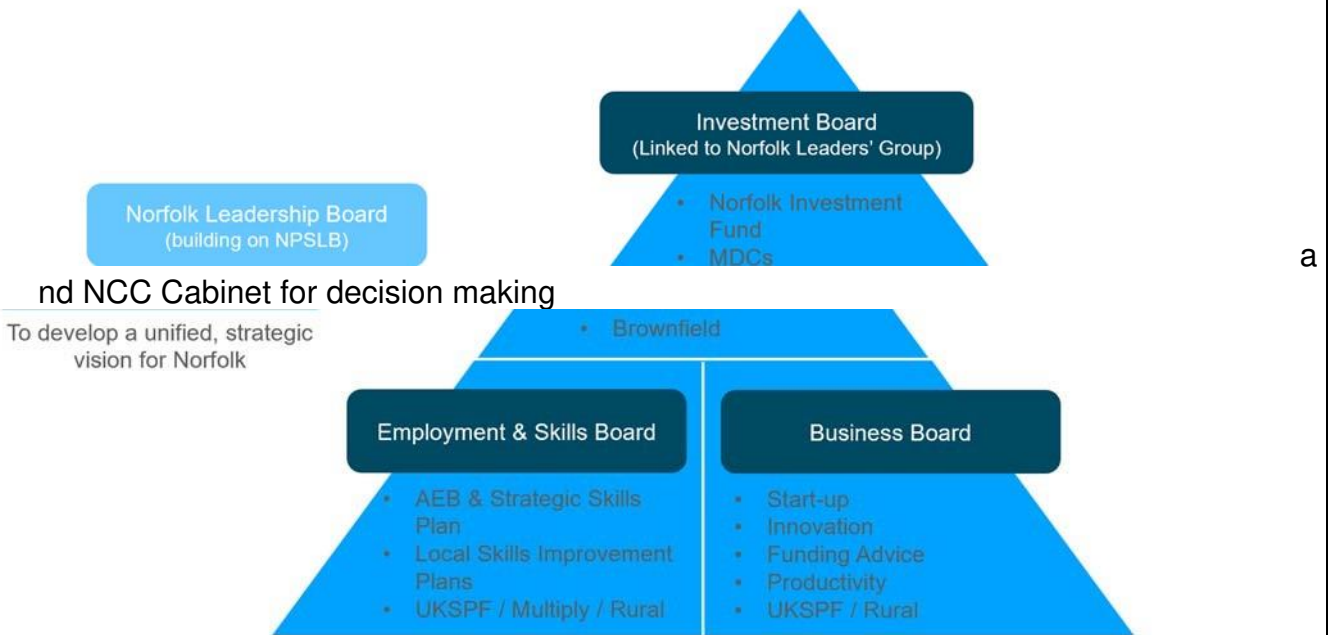 Investment Board
(Linked to Norfolk Leaders' Group)
Norfolk Leadership Board
(building on NPSLB)
• Norfolk Investment
Fund
• MDCs
a
nd NCC Cabinet for decision making
To develop a unified, strategic
vision for Norfolk
• Brownfield
Employment & Skills Board
• AEB & Strategic Skills
Plan
• Local Skills Improvement
Plans
• UKSPF / Multiply / Rural
Business Board
• Start-up
• Innovation
• Funding Advice
• Productivity
• UKSPF / Rural